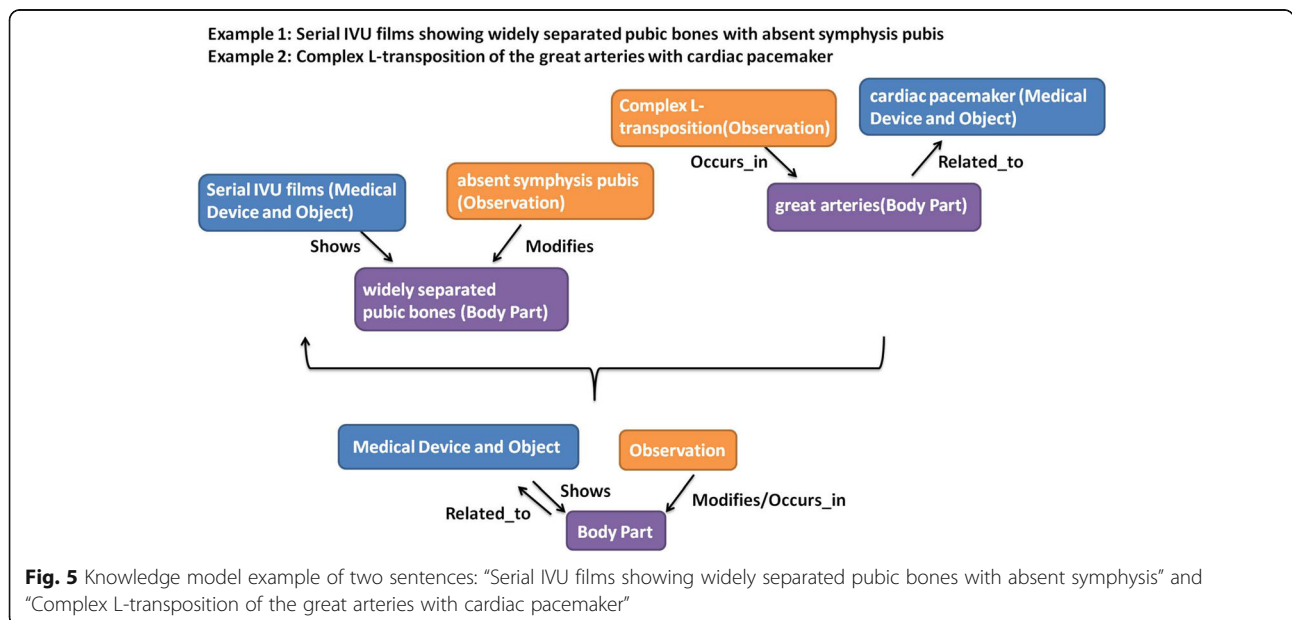 Example 1: Serial IVU films showing widely separated pubic bones with absent symphysis pubis
Example 2: Complex L-transposition of the great arteries with cardiac pacemaker
Complex L-
transposition(Observation)
cardiac pacemaker (Medical
Device and Object)
Occurs_in
Related_to
Serial IVU films (Medical
Device and Object)
absent symphysis pubis
(Observation)
great arteries(Body Part)
Shows
Modifies
widely separated
pubic bones (Body Part)
Medical Device and Object
Observation
Shows
Related_to
Modifies/Occurs_in
Body Part
Fig. 5 Knowledge model example of two sentences: “Serial IVU films showing widely separated pubic bones with absent symphysis” and
“Complex L-transposition of the great arteries with cardiac pacemaker”